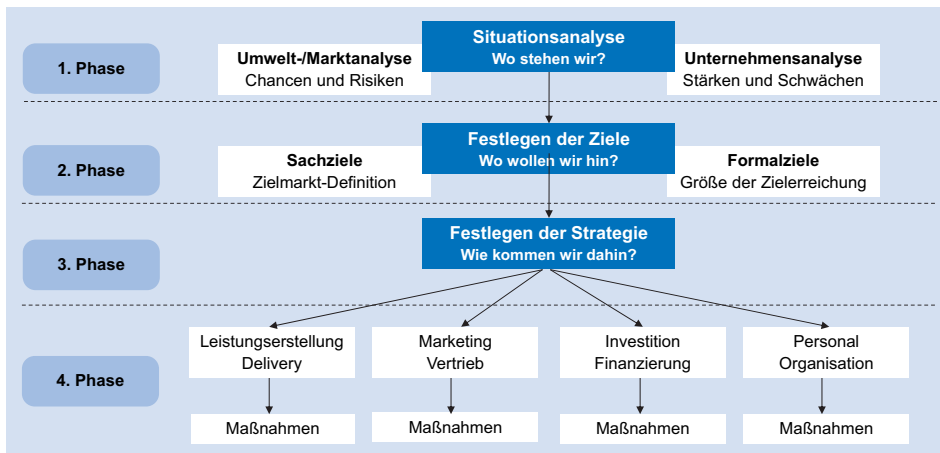 1. Phase
Umwelt-/Marktanalyse
Chancen und Risiken
Situationsanalyse
Wo stehen wir?
Unternehmensanalyse
Stärken und Schwächen
2. Phase
Sachziele
Zielmarkt-Definition
Festlegen der Ziele
Wo wollen wir hin?
Formalziele
Größe der Zielerreichung
3. Phase
Festlegen der Strategie
Wie kommen wir dahin?
4. Phase
Leistungserstellung
Delivery
Marketing
Vertrieb
Investition
Finanzierung
Personal
Organisation
Maßnahmen
Maßnahmen
Maßnahmen
Maßnahmen